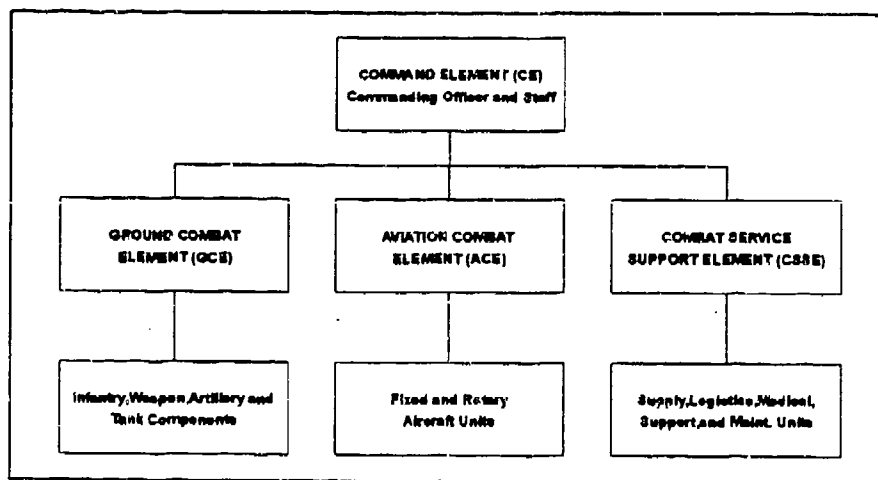 COMMAND ELEMENT (CE)
Commanding Officer and Staff
GROUND COMBAT
ELEMENT (GCE)
AVIATION COMBAT
ELEMENT (ACE)
COMBAT SERVICE
SUPPORT ELEMENT (CSSE)
Infantry,Weapon,Artillery and
Tank Components
Fixed and Rotary
Aircraft Units
Supply,Logistics,Medical,
Support,and Maint. Units